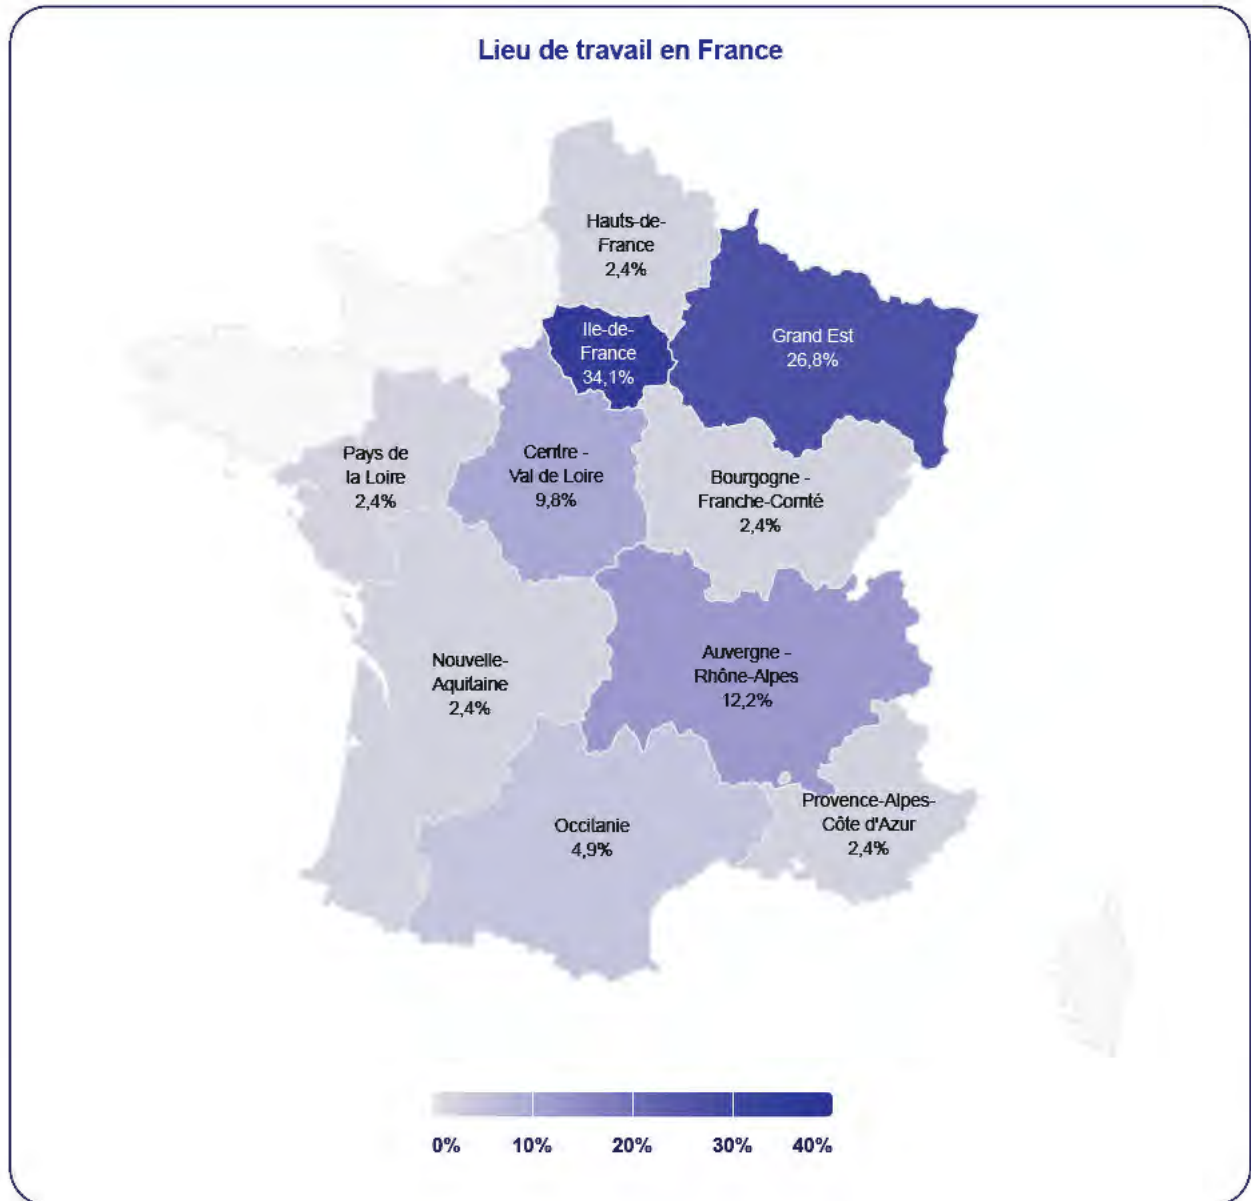 Lieu de travail en France
Hauts-de-
France
2,4%
Ile-de-
France
34,1%
Grand Est
26,8%
Pays de
la Loire
2,4%
Centre -
Val de Loire
9,8%
Bourgogne -
Franche-Comté
2,4%
Nouvelle-
Aquitaine
2,4%
Auvergne -
Rhône-Alpes
12,2%
Occitanie
4,9%
Provence-Alpes-
Côte d'Azur
2,4%
0% 10% 20% 30% 40%